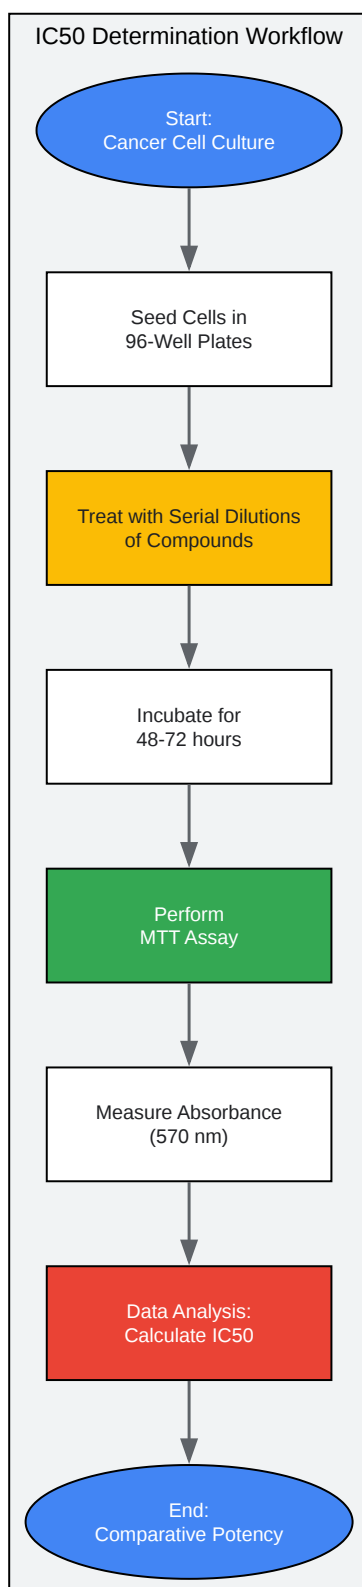 IC50 Determination Workflow
Start:
Cancer Cell Culture
Seed Cells in
96-Well Plates
Treat with Serial Dilutions
of Compounds
Incubate for
48-72 hours
Perform
MTT Assay
Measure Absorbance
(570 nm)
Data Analysis:
Calculate IC50
End:
Comparative Potency